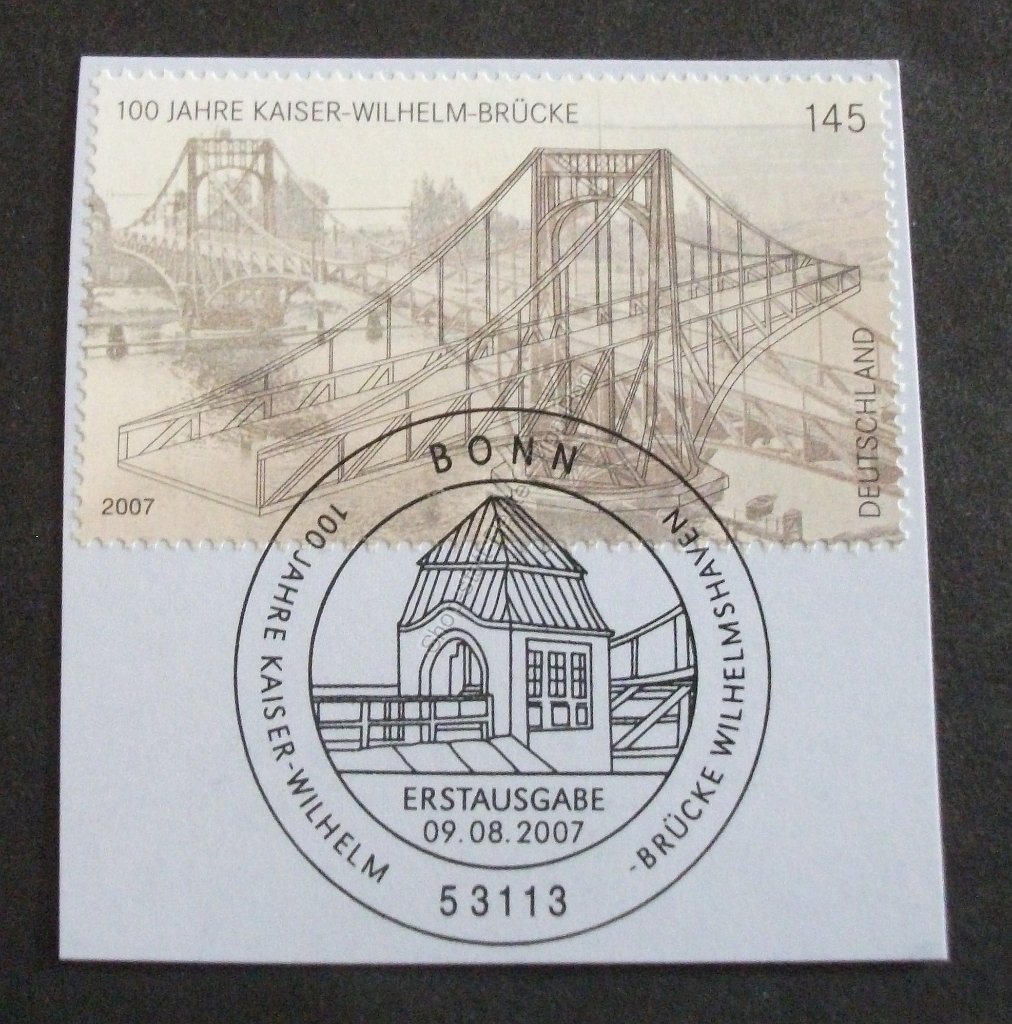 100 JAHRE KAISER-WILHELM-BRÜCKE
145
DEUTSCHLAND
2007
BONN
100 JAHRE KAISER-WILHELM
-BRÜCKE WILHELMSHAVEN
ERSTAUSGABE
09.08.2007
53113